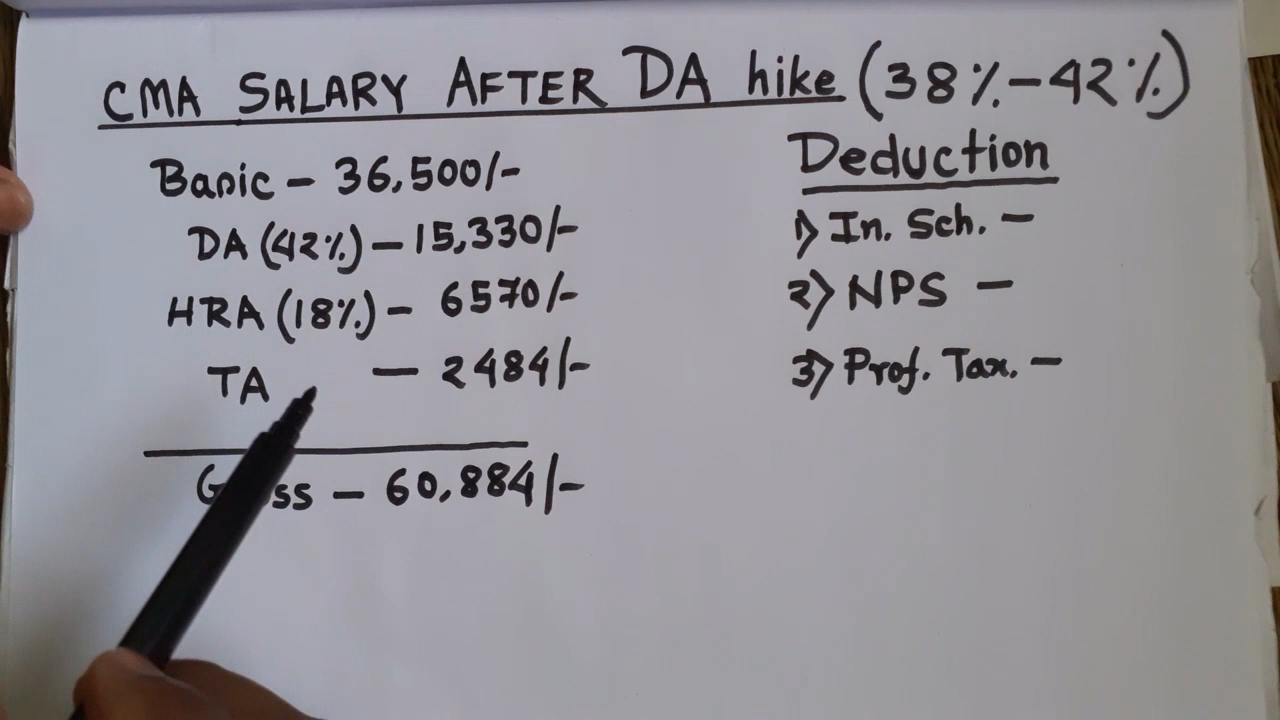 CMA SALARY AFTER DA hike (38%-42%)
Basic - 36,500/-
DA (42%) - 15,330/-
HRA (18%) - 6570/-
TA - 2484/-
- 60,884/-
Deduction
1) In. Sch. -
2) NPS -
3) Prof. Tax. -